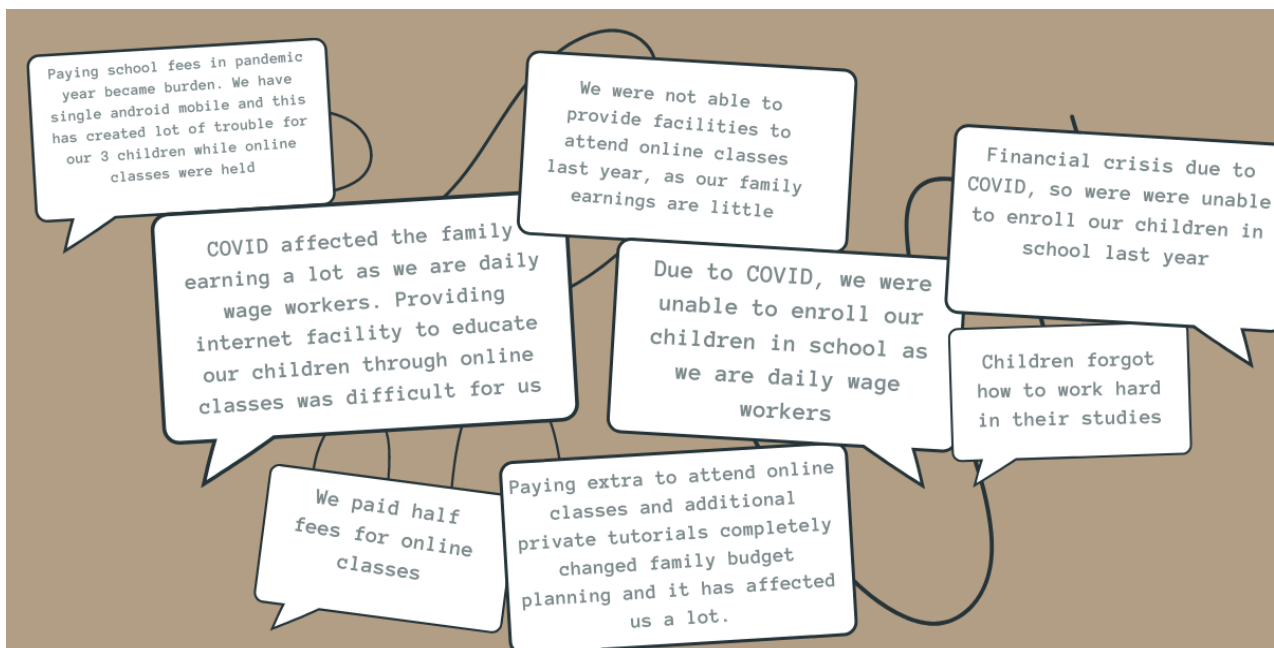 Paying school fees in pandemic
year became burden. We have
single android mobile and this
has created lot of trouble for
our 3 children while online
classes were held
We were not able to
provide facilities to
attend online classes
last year, as our family
earnings are little
Financial crisis due to
COVID, so were were unable
to enroll our children in
school last year
COVID affected the family
earning a lot as we are daily
wage workers. Providing
internet facility to educate
our children through online
classes was difficult for us
Due to COVID, we were
unable to enroll our
children in school as
we are daily wage
workers
Children forgot
how to work hard
in their studies
We paid half
fees for online
classes
Paying extra to attend online
classes and additional
private tutorials completely
changed family budget
planning and it has affected
us a lot.